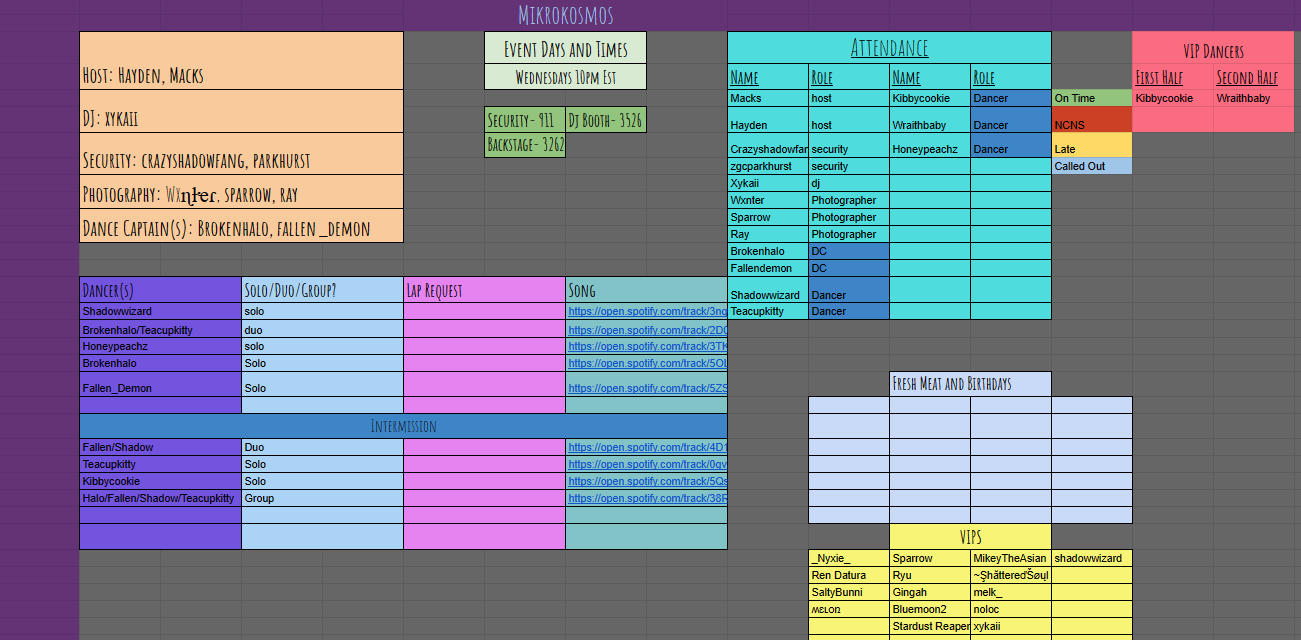 Mikrokosmos
Host: Hayden, Macks
DJ: xykaii
Security: crazyshadowfang, parkhurst
Photography: Wxηŧєɾ, sparrow, ray
Dance Captain(s): Brokenhalo, fallen_demon
Event Days and Times
Wednesdays 10pm Est
Security- 911 Dj Booth- 3526
Backstage- 3262
Attendance
Name Role Name Role
Macks host Kibbycookie Dancer
Hayden host Wraithbaby Dancer
Crazyshadowfan security Honeypeachz Dancer
zgcparkhurst security
Xykaii dj
Wxnter Photographer
Sparrow Photographer
Ray Photographer
Brokenhalo DC
Fallendemon DC
Shadowwizard Dancer
Teacupkitty Dancer
On Time
NCNS
Late
Called Out
VIP Dancers
First Half Second Half
Kibbycookie Wraithbaby
Dancer(s) Solo/Duo/Group? Lap Request Song
Shadowwizard solo https://open.spotify.com/track/3nq
Brokenhalo/Teacupkitty duo https://open.spotify.com/track/2DC
Honeypeachz solo https://open.spotify.com/track/3TK
Brokenhalo Solo https://open.spotify.com/track/5OL
Fallen_Demon Solo https://open.spotify.com/track/5ZS
Intermission
Fallen/Shadow Duo https://open.spotify.com/track/4D1
Teacupkitty Solo https://open.spotify.com/track/0qv
Kibbycookie Solo https://open.spotify.com/track/5Qs
Halo/Fallen/Shadow/Teacupkitty Group https://open.spotify.com/track/38F
Fresh Meat and Birthdays
VIPS
_Nyxie_ Sparrow MikeyTheAsian shadowwizard
Ren Datura Ryu ~ŞhăttereďŠøųl
SaltyBunni Gingah melk_
ᴍᴇʟᴏɴ Bluemoon2 noloc
Stardust Reaper xykaii